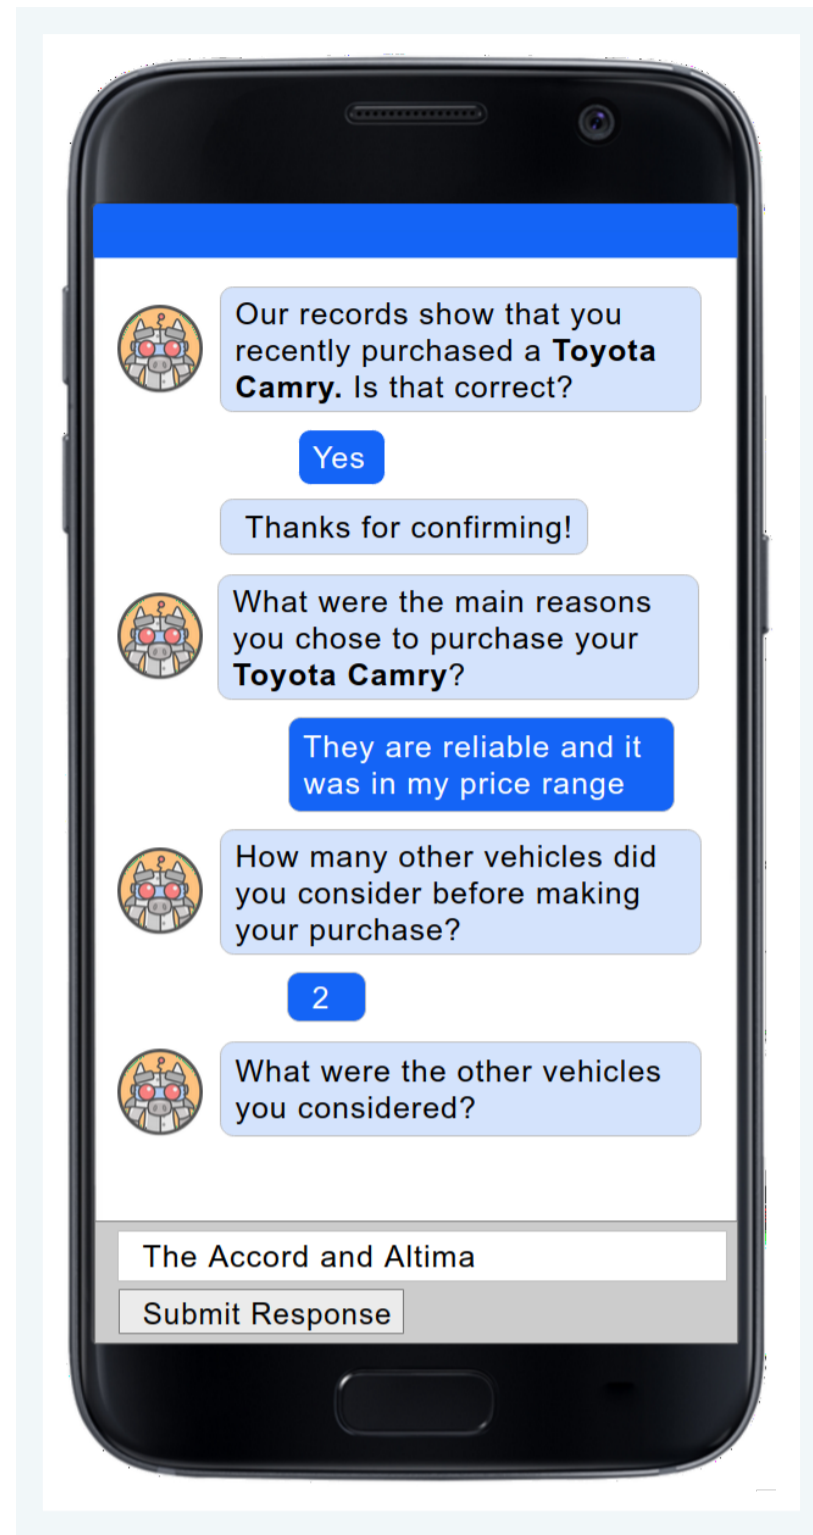 Our records show that you
recently purchased a Toyota
Camry. Is that correct?
Yes
Thanks for confirming!
What were the main reasons
you chose to purchase your
Toyota Camry?
They are reliable and it
was in my price range
How many other vehicles did
you consider before making
your purchase?
2
What were the other vehicles
you considered?
The Accord and Altima
Submit Response